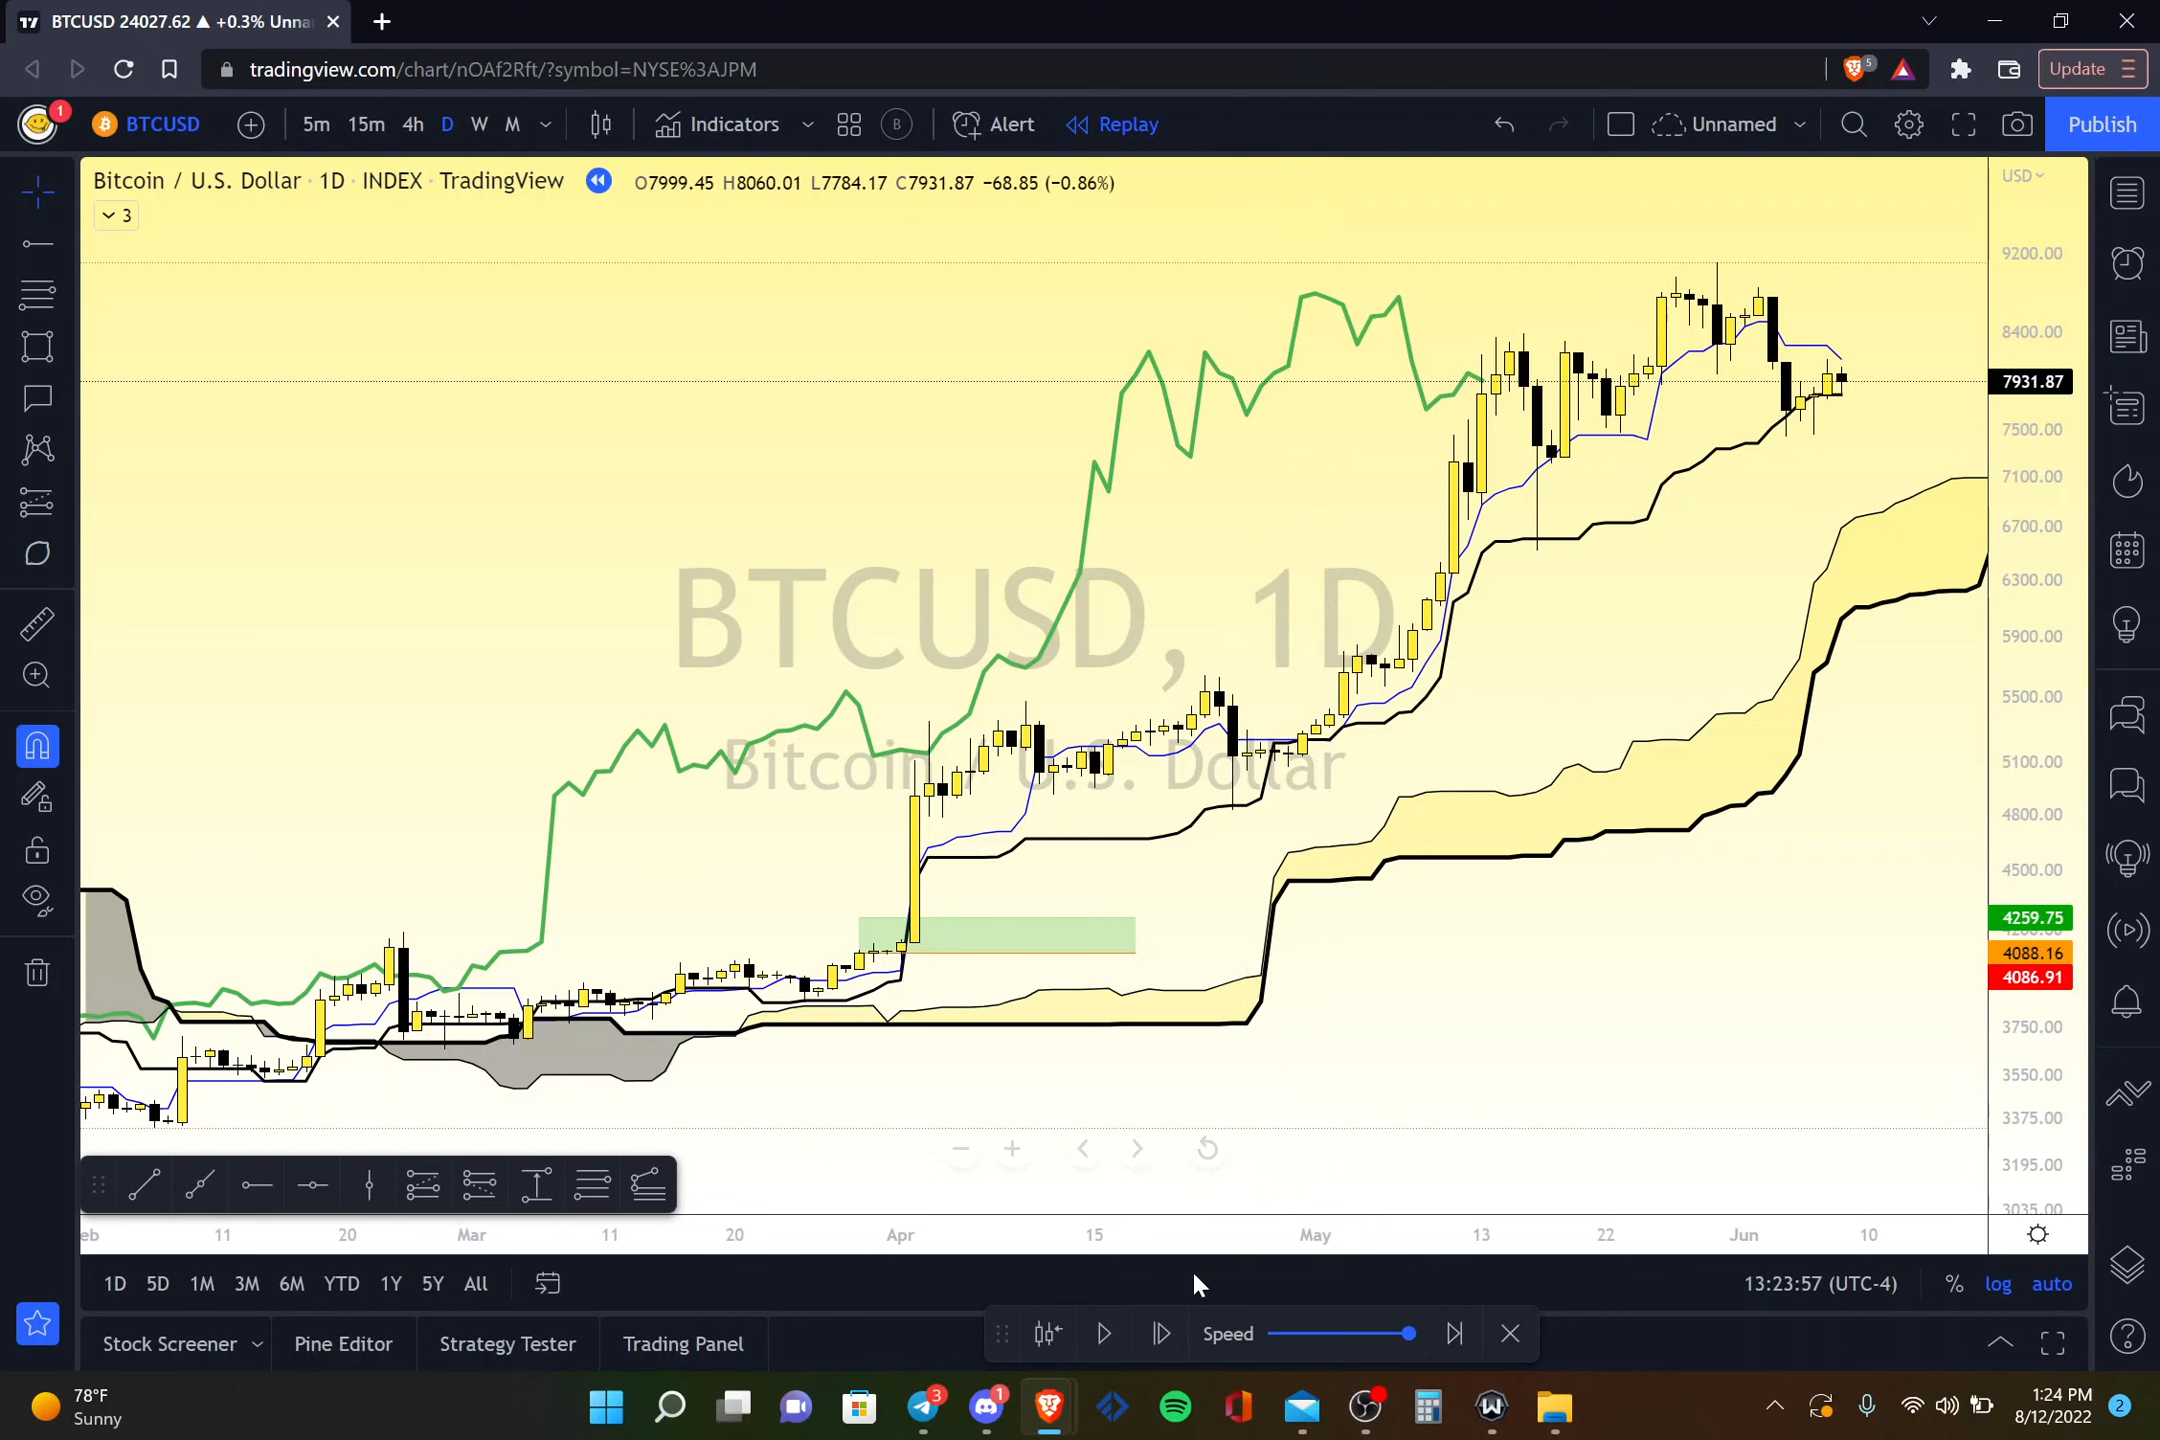 BTCUSD 24027.62 ▲ +0.3% Unna
tradingview.com/chart/nOAf2Rft/?symbol=NYSE%3AJPM
5
Update
1
BTCUSD
5m 15m 4h D W M
Indicators
B
Alert
Replay
Unnamed
Publish
Bitcoin / U.S. Dollar · 1D · INDEX · TradingView
O7999.45 H8060.01 L7784.17 C7931.87 −68.85 (−0.86%)
3
USD
9200.00
8400.00
7931.87
7500.00
7100.00
6700.00
6300.00
5900.00
5500.00
5100.00
4800.00
4500.00
4259.75
4088.16
4086.91
3750.00
3550.00
3375.00
3195.00
3035.00
BTCUSD, 1D
Bitcoin / U.S. Dollar
eb 11 20 Mar 11 20 Apr 15 May 13 22 Jun 10
1D 5D 1M 3M 6M YTD 1Y 5Y All
13:23:57 (UTC-4)
% log auto
Stock Screener
Pine Editor
Strategy Tester
Trading Panel
Speed
78°F
Sunny
3
1
1:24 PM
8/12/2022
2